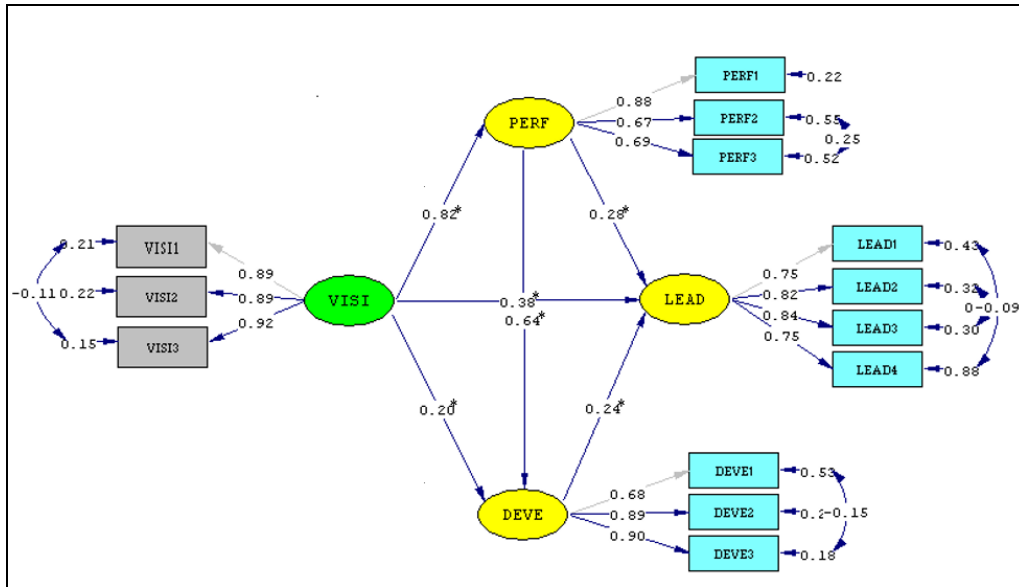 PERF1
0.22
0.88
PERF
0.67
PERF2
0.55
0.25
0.69
PERF3
0.52
0.82*
0.28*
0.21
VISI1
0.89
LEAD1
0.43
0.75
-0.11
0.22
VISI2
0.89
VISI
0.38*
LEAD
0.82
LEAD2
-0.09
0.64*
0.84
LEAD3
0.30
0.15
VISI3
0.92
0.75
LEAD4
0.88
0.20*
0.24*
DEVE1
0.53
0.68
DEVE
0.89
DEVE2
-0.15
0.90
DEVE3
0.18